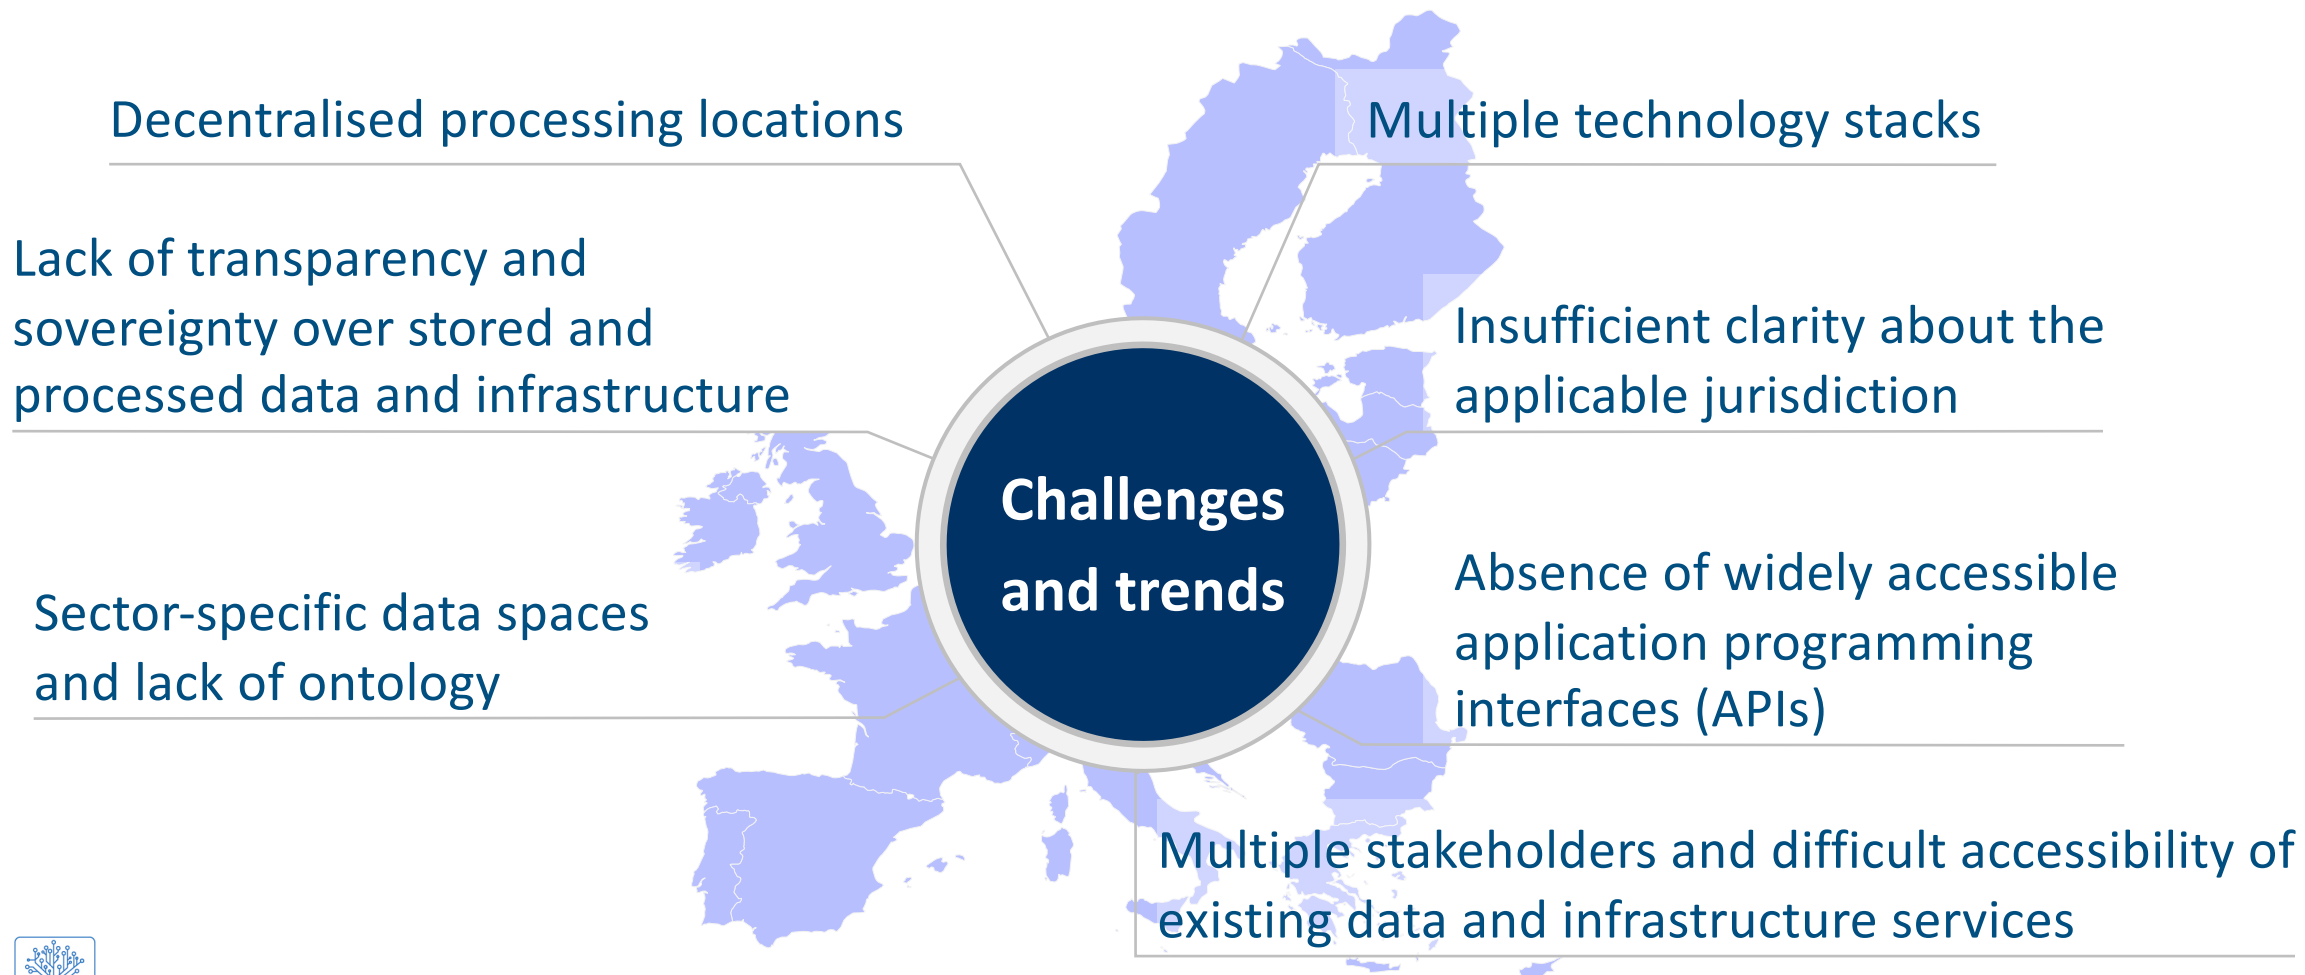 Decentralised processing locations
Multiple technology stacks
Lack of transparency and
sovereignty over stored and
processed data and infrastructure
Insufficient clarity about the
applicable jurisdiction
Challenges
and trends
Sector-specific data spaces
and lack of ontology
Absence of widely accessible
application programming
interfaces (APIs)
Multiple stakeholders and difficult accessibility of
existing data and infrastructure services